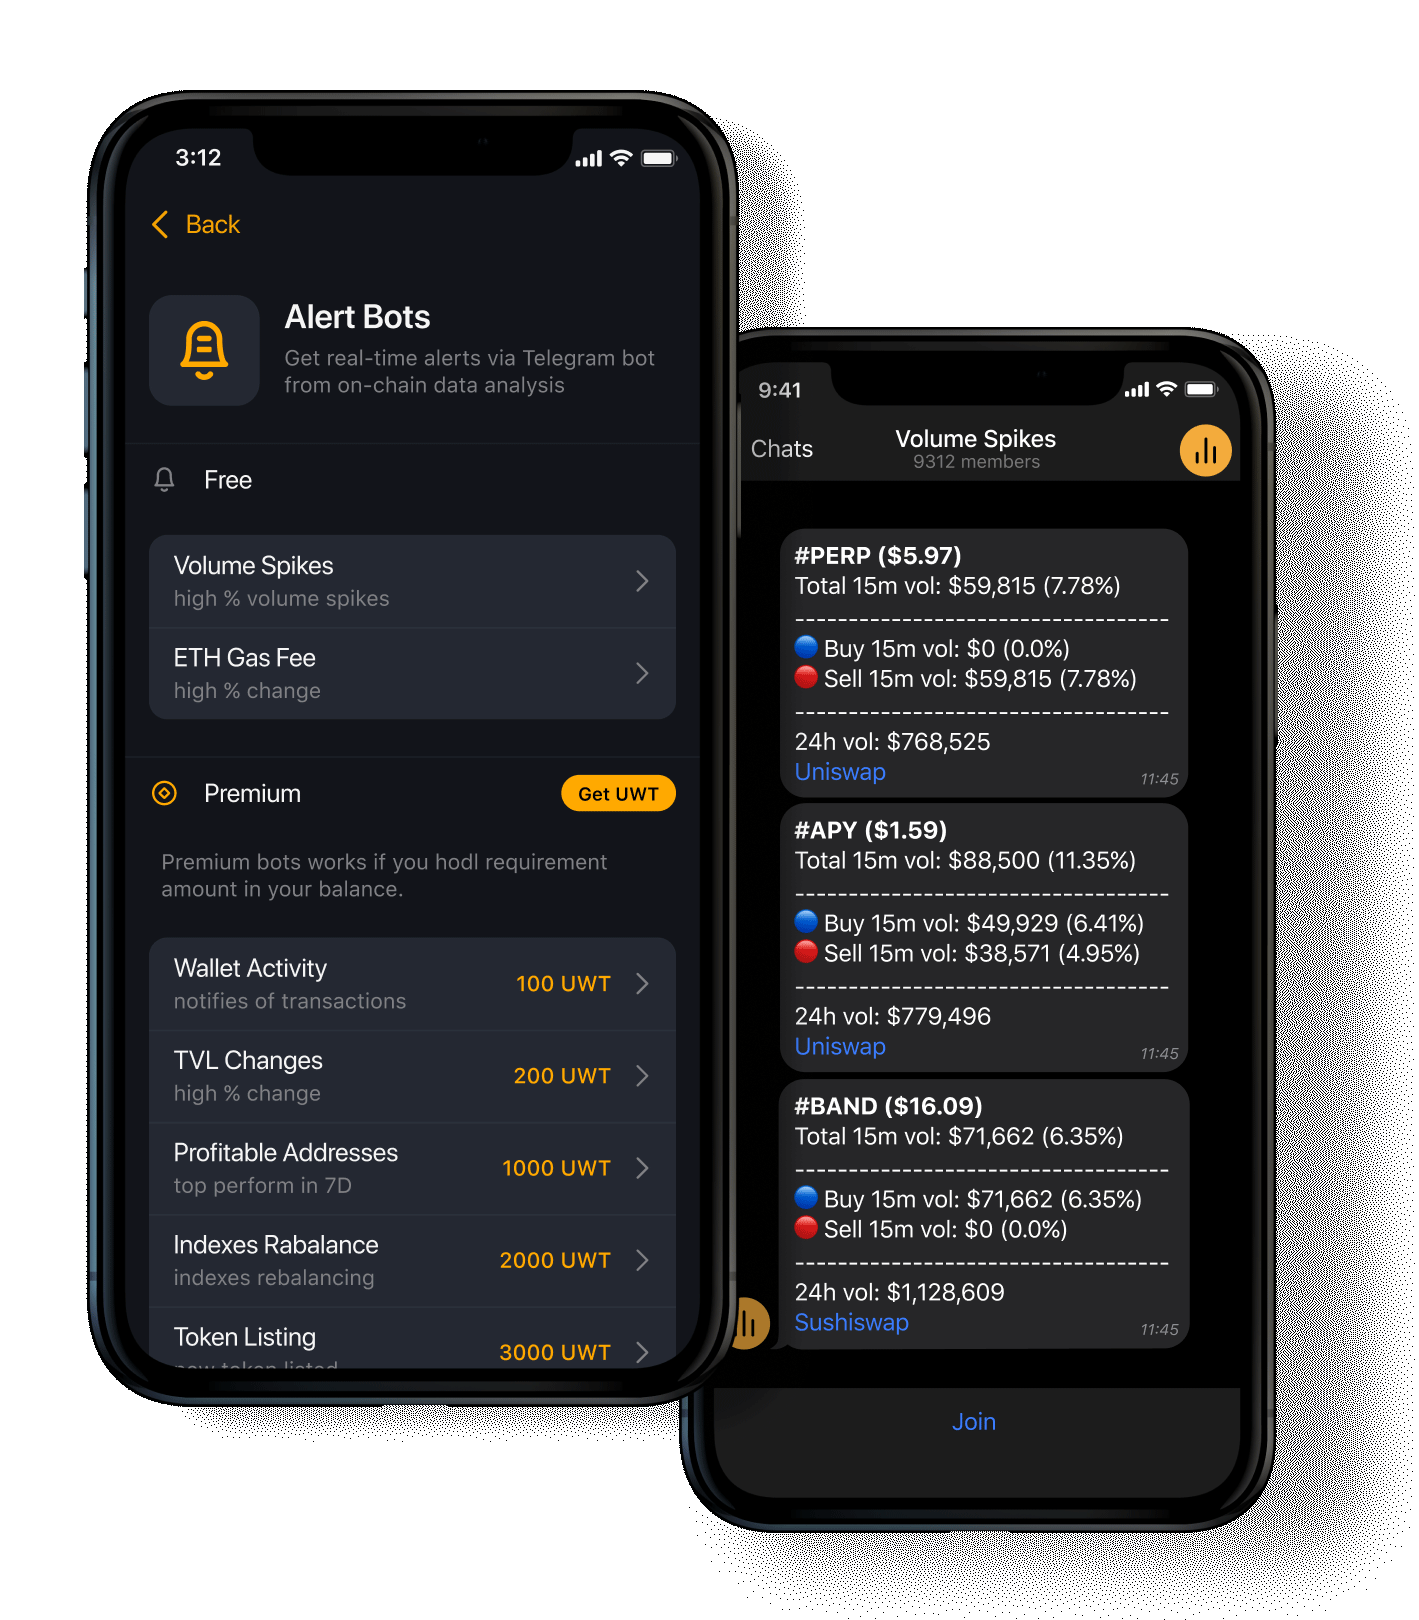 3:12
Back
Alert Bots
Get real-time alerts via Telegram bot
from on-chain data analysis
Free
Volume Spikes
high % volume spikes
ETH Gas Fee
high % change
Premium
Get UWT
Premium bots works if you hodl requirement
amount in your balance.
Wallet Activity
notifies of transactions
100 UWT
TVL Changes
high % change
200 UWT
Profitable Addresses
top perform in 7D
1000 UWT
Indexes Rabalance
indexes rebalancing
2000 UWT
Token Listing
new token listed
3000 UWT
9:41
Chats
Volume Spikes
9312 members
#PERP ($5.97)
Total 15m vol: $59,815 (7.78%)
------------------------------
🔵 Buy 15m vol: $0 (0.0%)
🔴 Sell 15m vol: $59,815 (7.78%)
------------------------------
24h vol: $768,525
Uniswap
11:45
#APY ($1.59)
Total 15m vol: $88,500 (11.35%)
------------------------------
🔵 Buy 15m vol: $49,929 (6.41%)
🔴 Sell 15m vol: $38,571 (4.95%)
------------------------------
24h vol: $779,496
Uniswap
11:45
#BAND ($16.09)
Total 15m vol: $71,662 (6.35%)
------------------------------
🔵 Buy 15m vol: $71,662 (6.35%)
🔴 Sell 15m vol: $0 (0.0%)
------------------------------
24h vol: $1,128,609
Sushiswap
11:45
Join